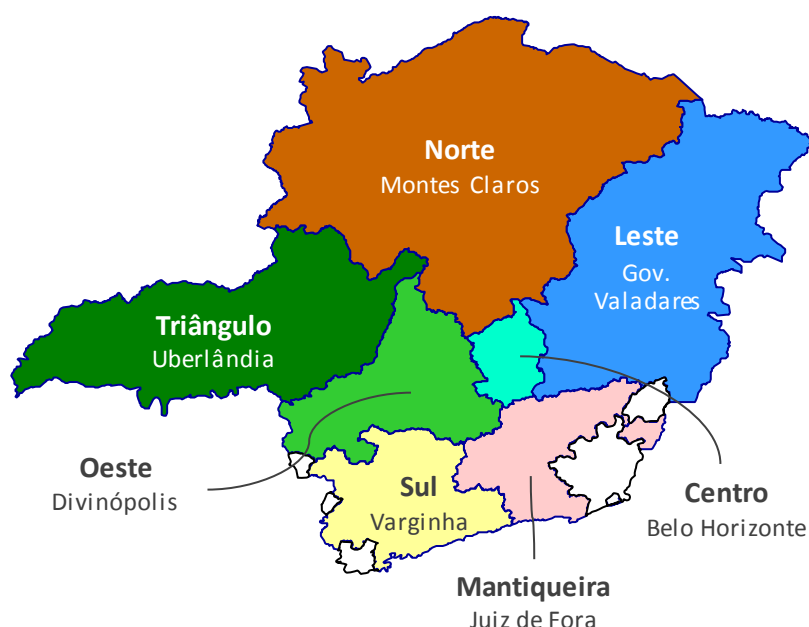 Norte
Montes Claros
Leste
Gov.
Valadares
Triângulo
Uberlândia
Oeste
Divinópolis
Sul
Varginha
Centro
Belo Horizonte
Mantiqueira
Juiz de Fora